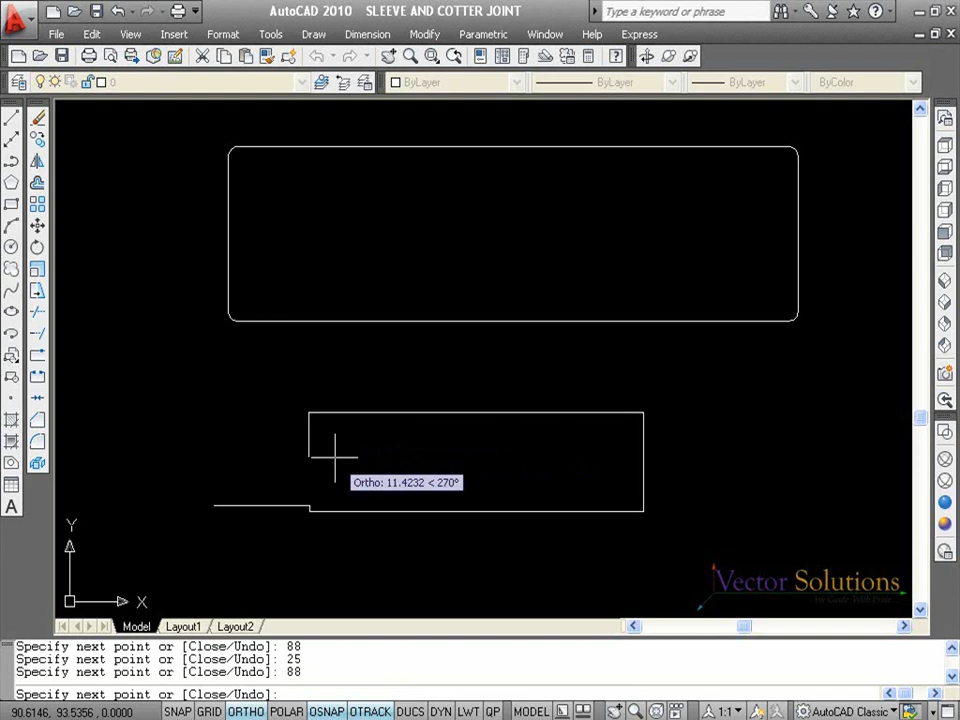 AutoCAD 2010 SLEEVE AND COTTER JOINT
Type a keyword or phrase
File Edit View Insert Format Tools Draw Dimension Modify Parametric Window Help Express
0 ByLayer ByLayer ByLayer ByColor
Ortho: 11.4232 < 270°
Y
X
Vector Solutions
Model Layout1 Layout2
Specify next point or [Close/Undo]: 88
Specify next point or [Close/Undo]: 25
Specify next point or [Close/Undo]: 88
Specify next point or [Close/Undo]:
90.6146, 93.5356, 0.0000 SNAP GRID ORTHO POLAR OSNAP OTRACK DUCS DYN LWT QP MODEL 1:1 AutoCAD Classic
A